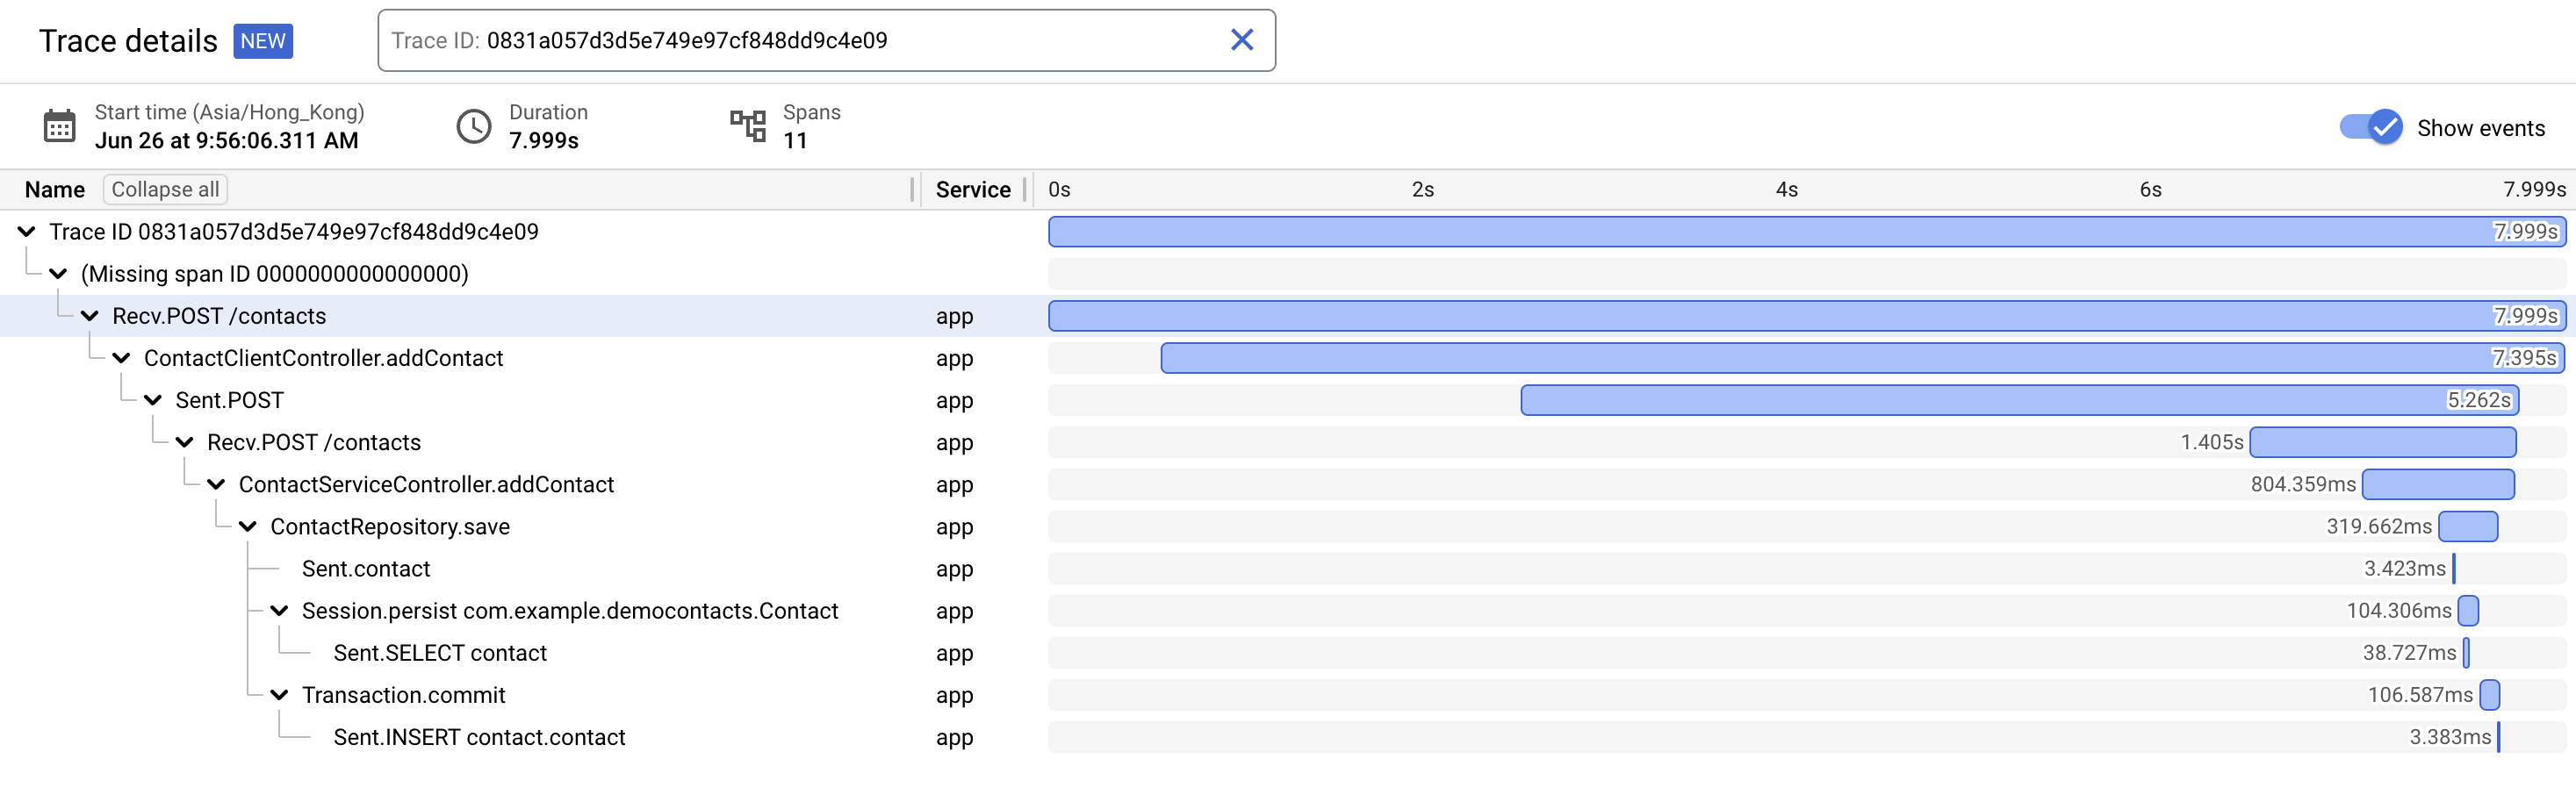 Trace details NEW Trace ID: 0831a057d3d5e749e97cf848dd9c4e09
Start time (Asia/Hong_Kong) Duration Spans
Jun 26 at 9:56:06.311 AM 7.999s 11 Show events
Name Collapse all Service 0s 2s 4s 6s 7.999s
Trace ID 0831a057d3d5e749e97cf848dd9c4e09 7.999s
(Missing span ID 0000000000000000)
Recv.POST /contacts app 7.999s
ContactClientController.addContact app 7.395s
Sent.POST app 5.262s
Recv.POST /contacts app 1.405s
ContactServiceController.addContact app 804.359ms
ContactRepository.save app 319.662ms
Sent.contact app 3.423ms
Session.persist com.example.democontacts.Contact app 104.306ms
Sent.SELECT contact app 38.727ms
Transaction.commit app 106.587ms
Sent.INSERT contact.contact app 3.383ms